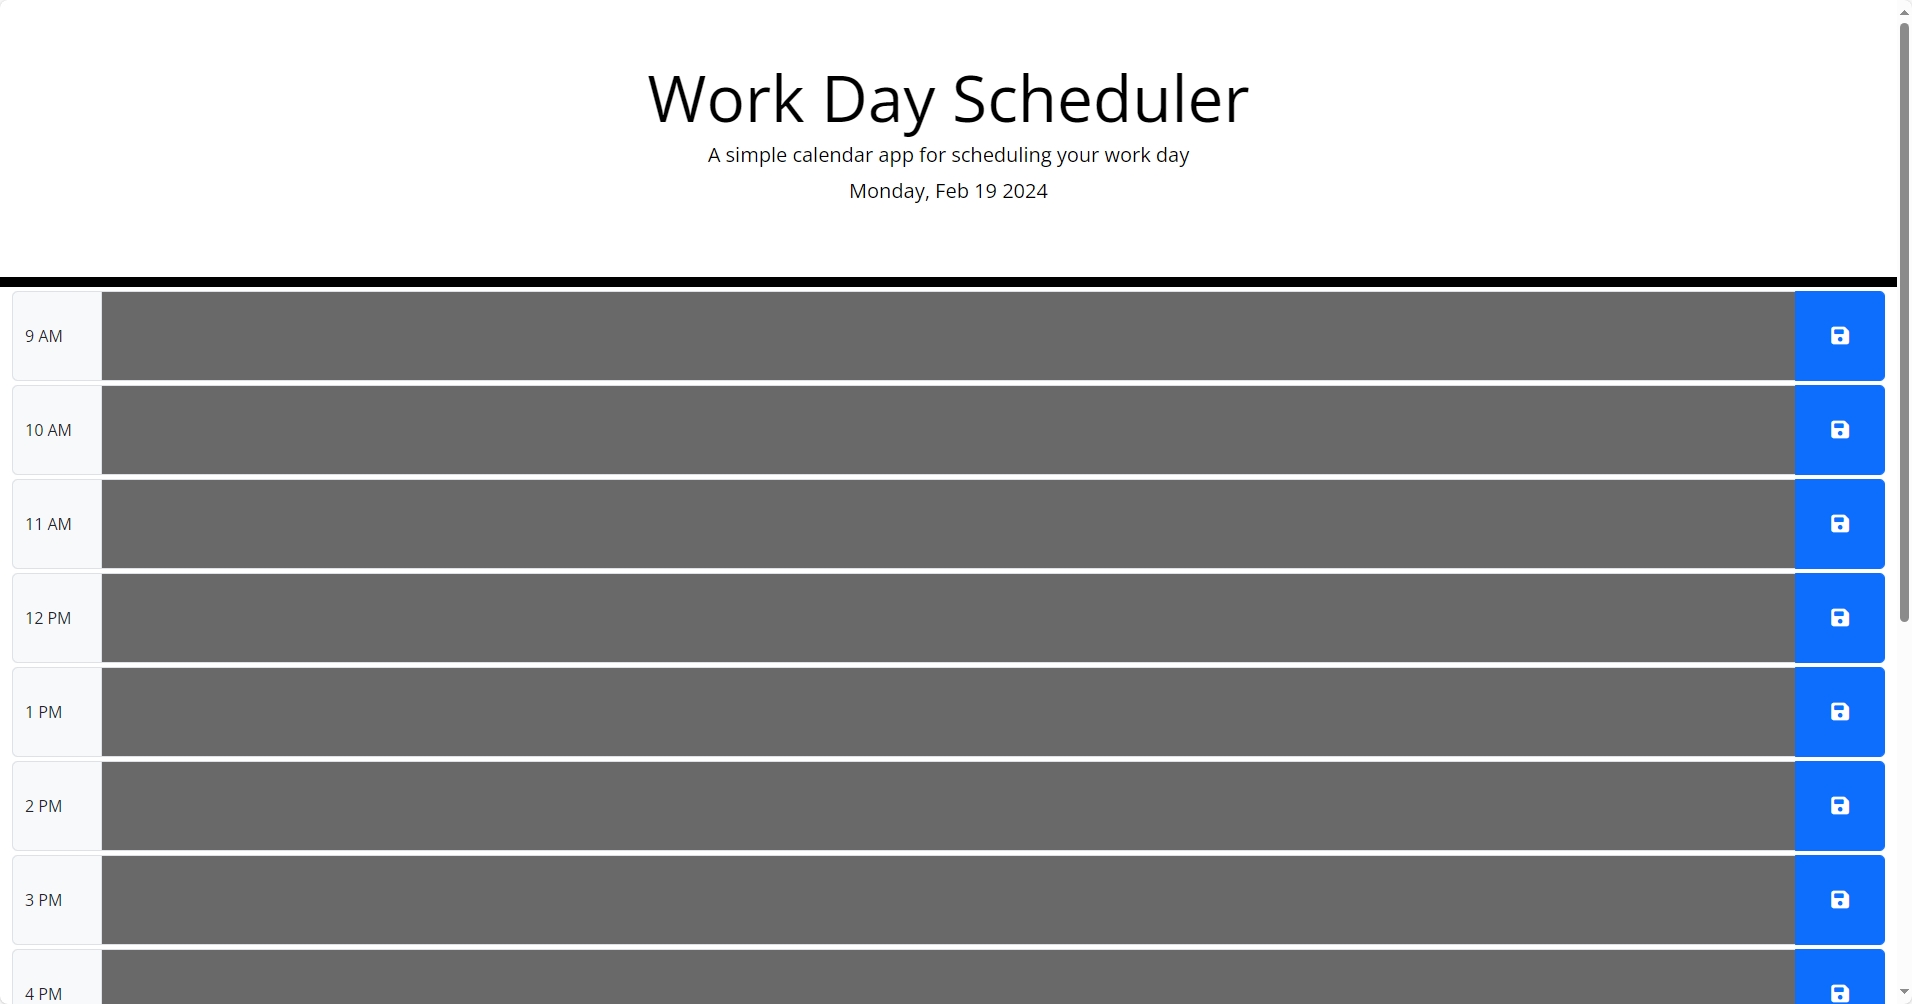 Work Day Scheduler
A simple calendar app for scheduling your work day
Monday, Feb 19 2024
9 AM
10 AM
11 AM
12 PM
1 PM
2 PM
3 PM
4 PM